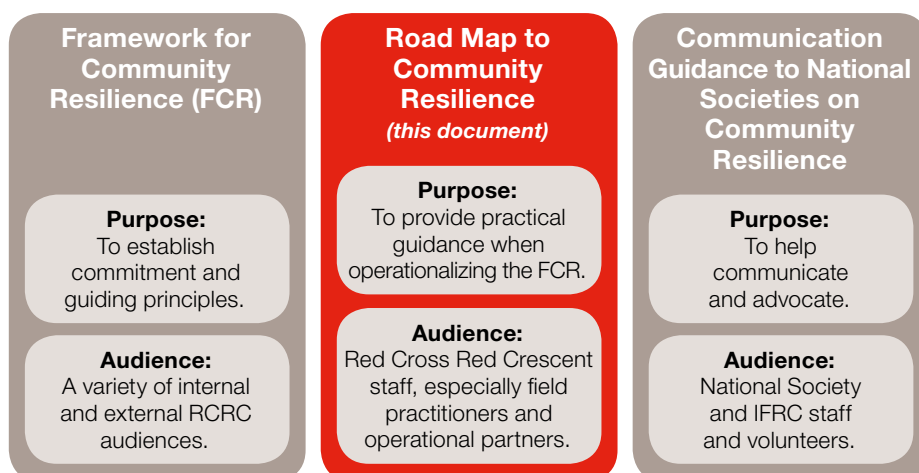 Framework for
Community
Resilience (FCR)
Purpose:
To establish
commitment and
guiding principles.
Audience:
A variety of internal
and external RCRC
audiences.
Road Map to
Community
Resilience
(this document)
Purpose:
To provide practical
guidance when
operationalizing the FCR.
Audience:
Red Cross Red Crescent
staff, especially field
practitioners and
operational partners.
Communication
Guidance to National
Societies on
Community
Resilience
Purpose:
To help
communicate
and advocate.
Audience:
National Society
and IFRC staff
and volunteers.